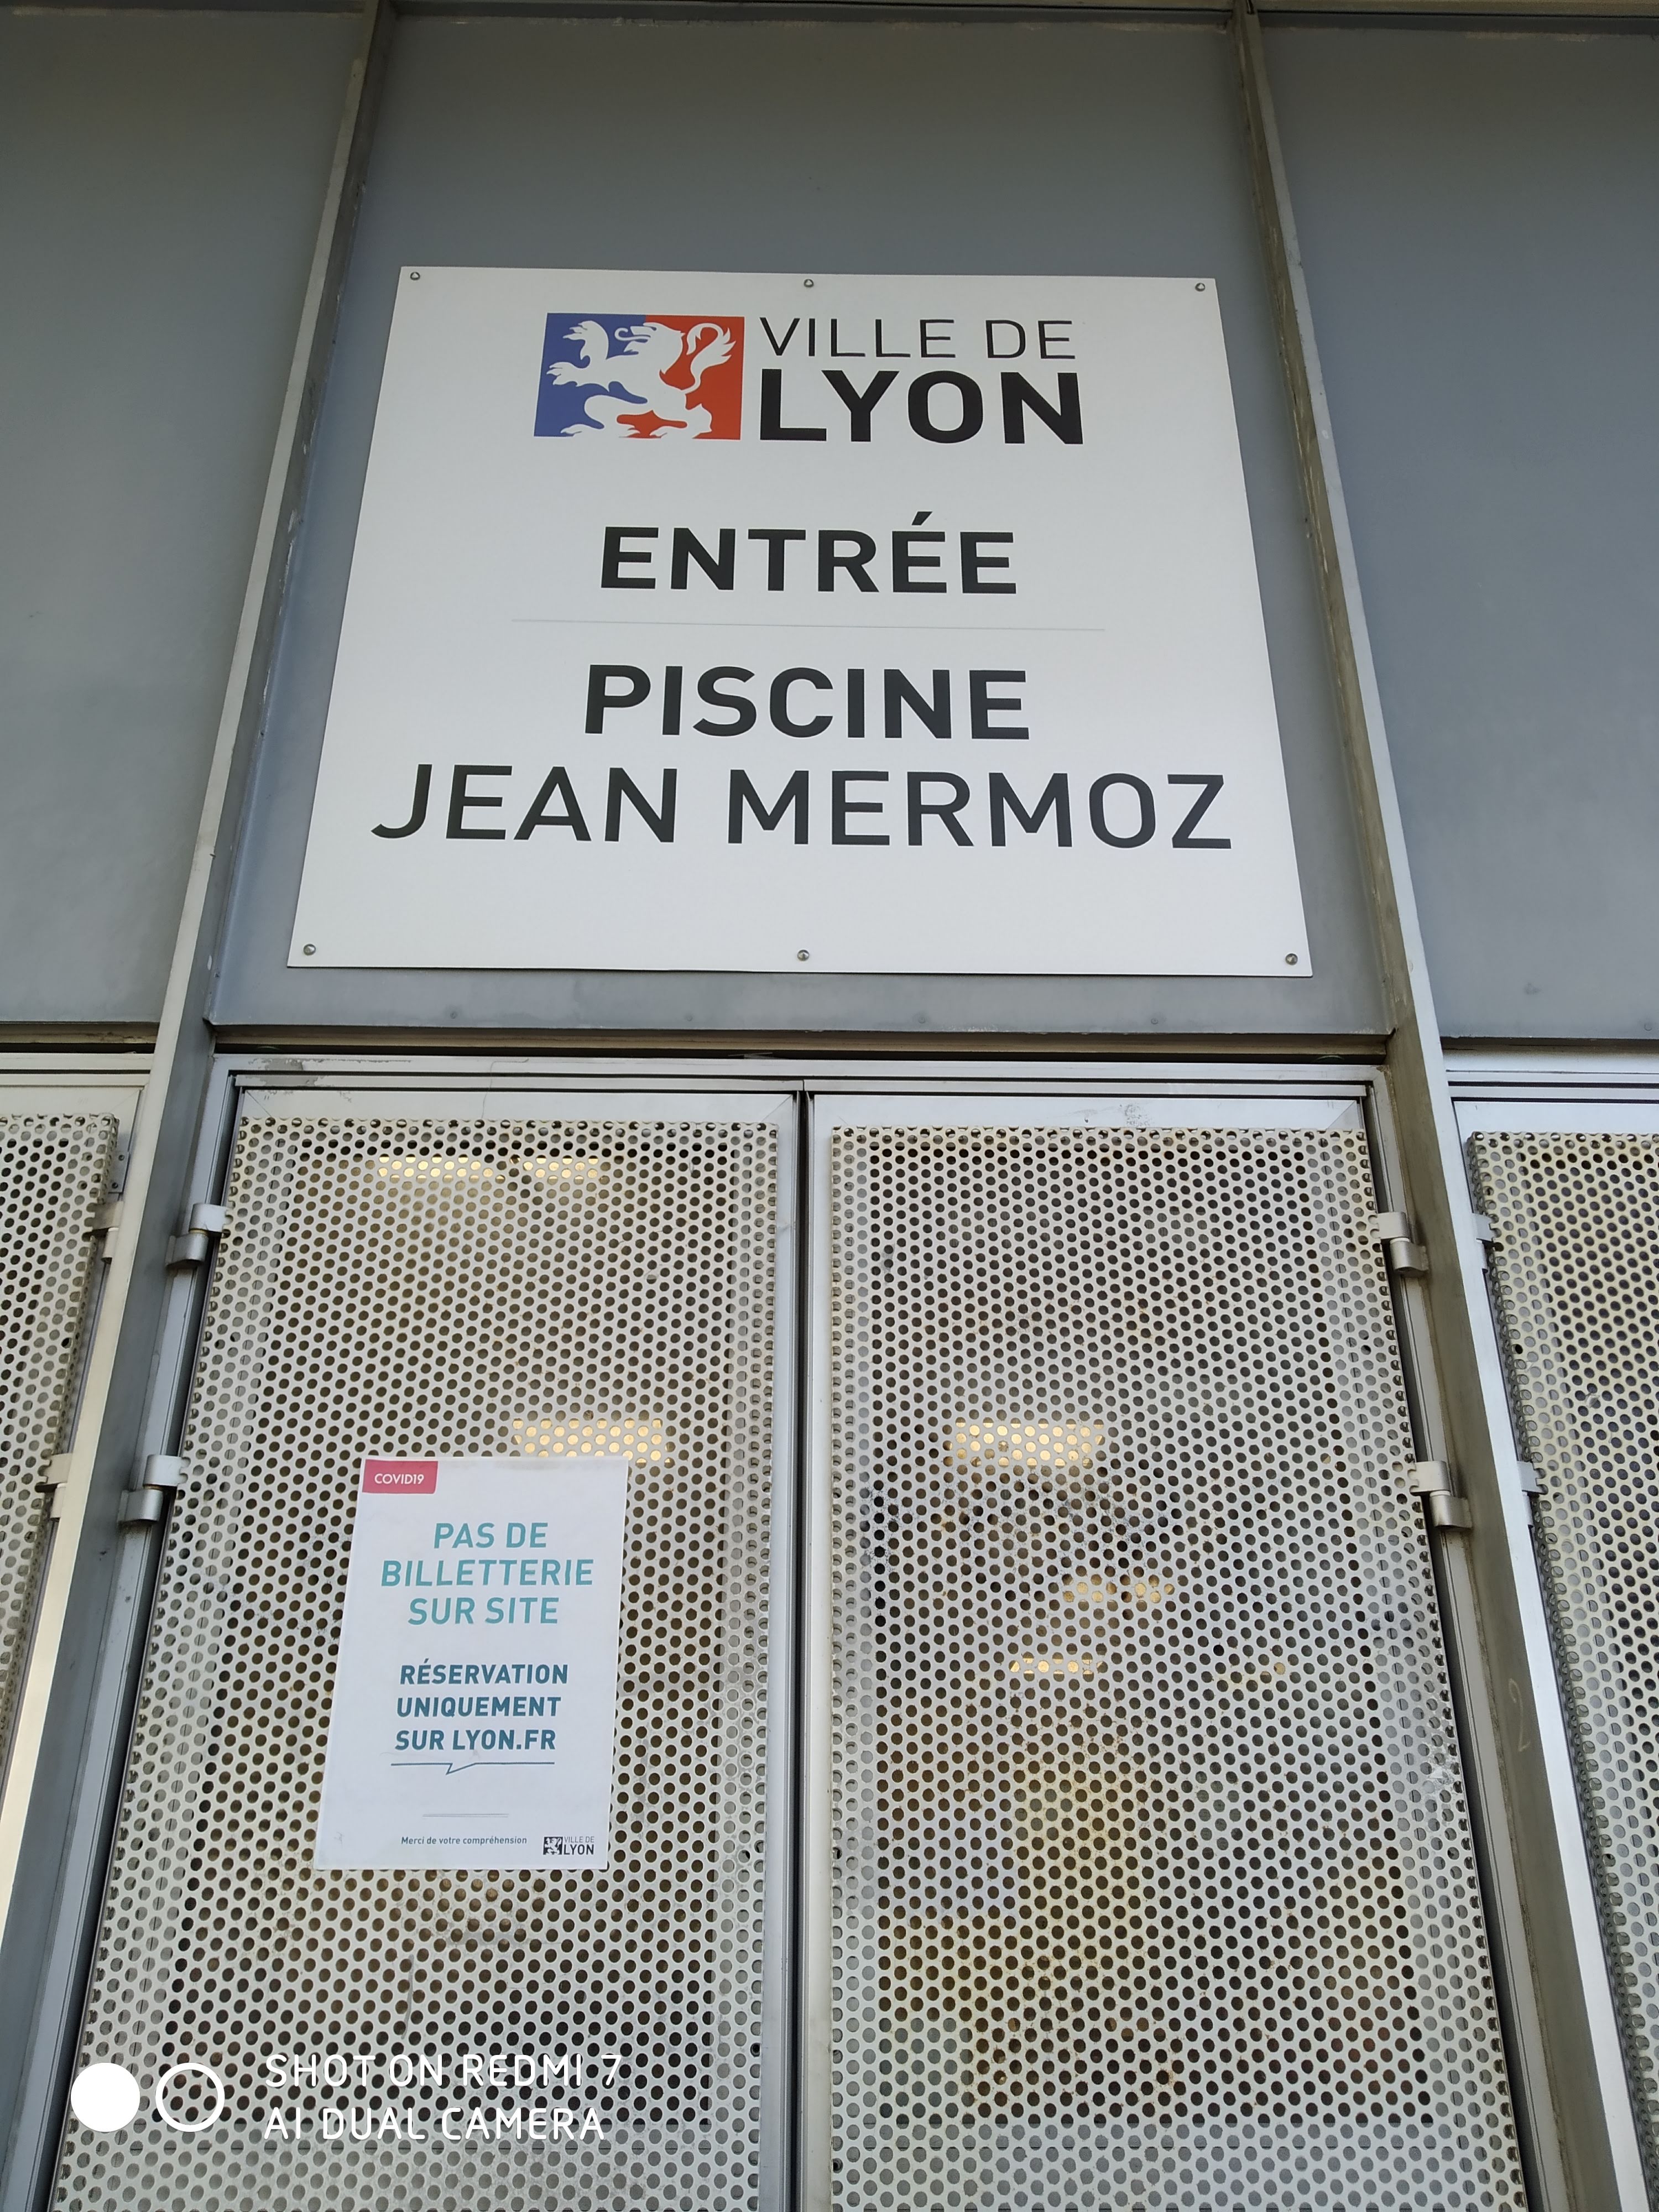 VILLE DE
LYON
ENTRÉE
PISCINE
JEAN MERMOZ
COVID19
PAS DE
BILLETTERIE
SUR SITE
RÉSERVATION
UNIQUEMENT
SUR LYON.FR
Merci de votre compréhension
VILLE DE
LYON
SHOT ON REDMI 7
AI DUAL CAMERA